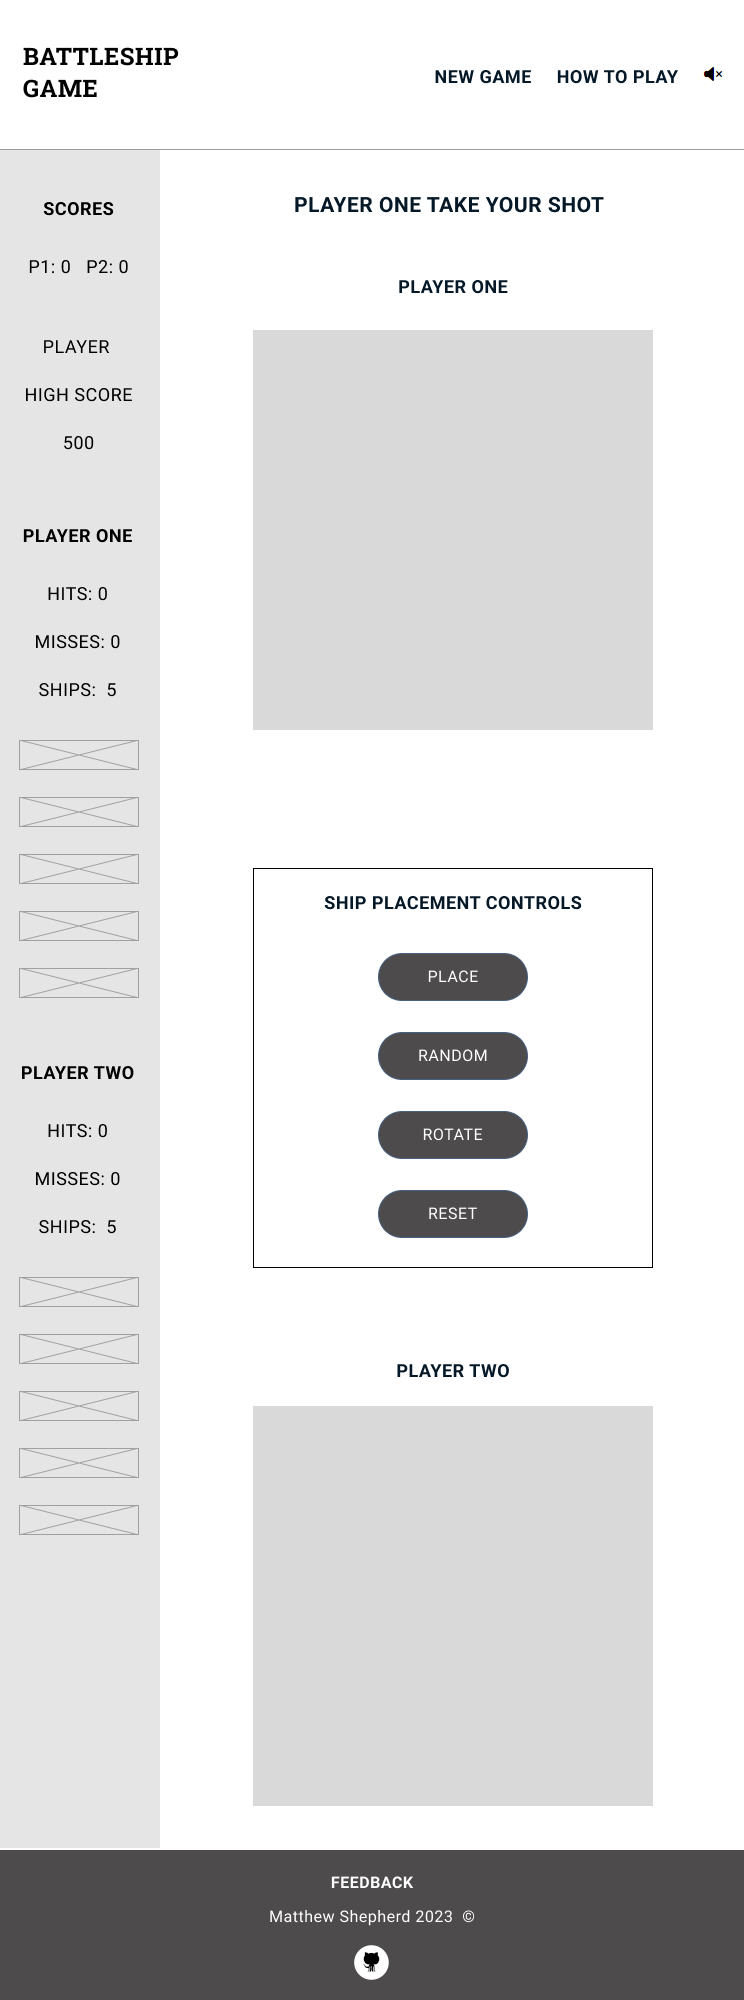 BATTLESHIP
GAME
NEW GAME
HOW TO PLAY
SCORES
P1: 0 P2: 0
PLAYER
HIGH SCORE
500
PLAYER ONE
HITS: 0
MISSES: 0
SHIPS: 5
PLAYER TWO
HITS: 0
MISSES: 0
SHIPS: 5
PLAYER ONE TAKE YOUR SHOT
PLAYER ONE
SHIP PLACEMENT CONTROLS
PLACE
RANDOM
ROTATE
RESET
PLAYER TWO
FEEDBACK
Matthew Shepherd 2023 ©